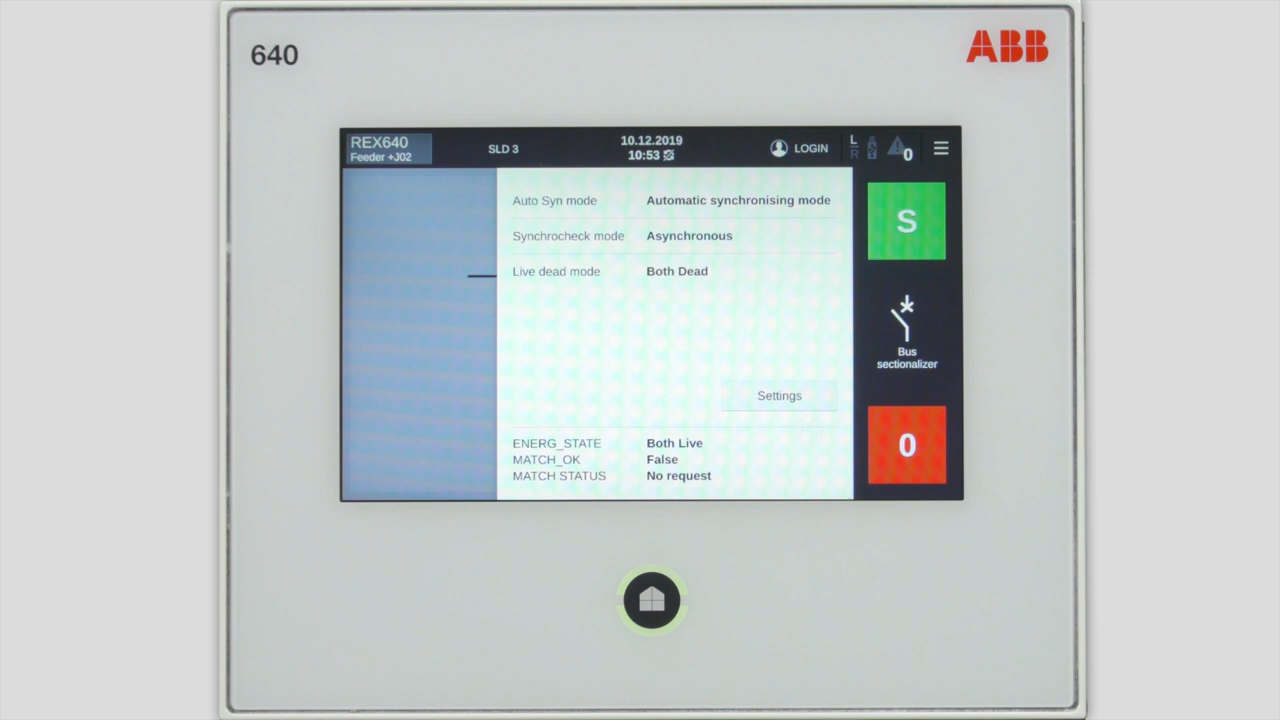 640
ABB
REX640
Feeder +J02
SLD 3
10.12.2019
10:53
LOGIN
L
R
0
Auto Syn mode Automatic synchronising mode
Synchrocheck mode Asynchronous
Live dead mode Both Dead
Settings
ENERG_STATE Both Live
MATCH_OK False
MATCH STATUS No request
S
Bus
sectionalizer
0